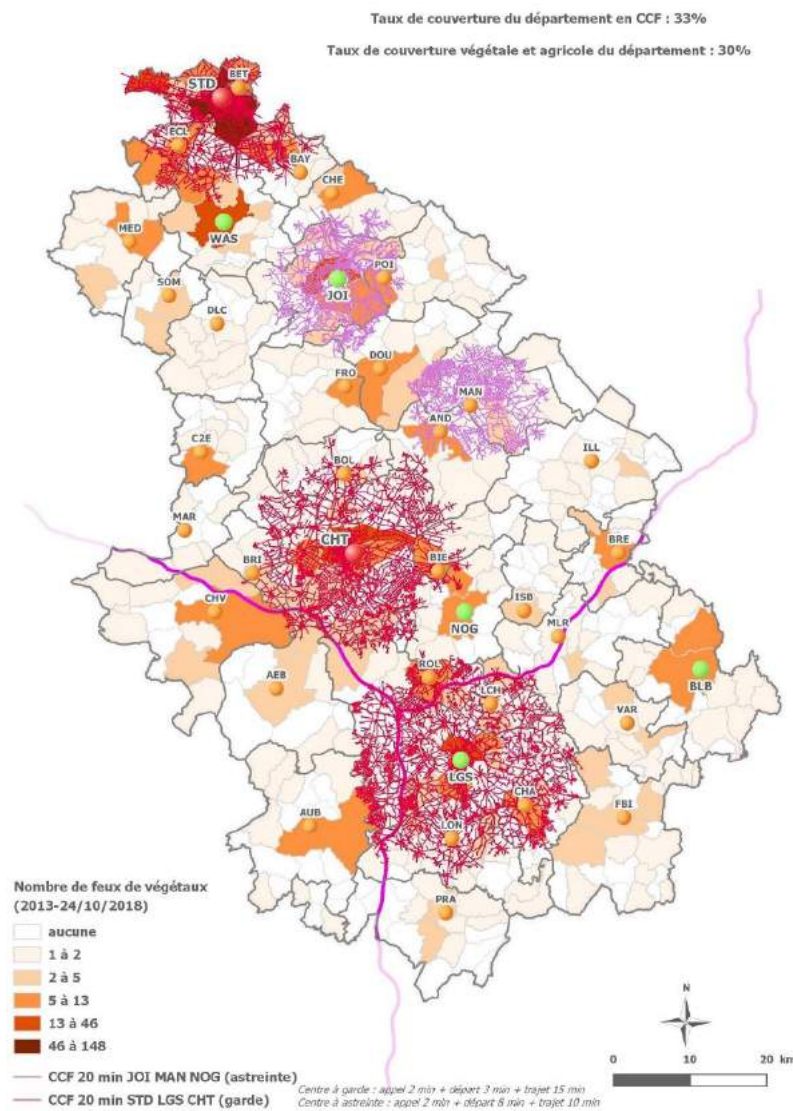 Taux de couverture du département en CCF : 33%
Taux de couverture végétale et agricole du département : 30%
STD
BET
ECL
BAY
CHE
MED
WAS
SOM
JOI
POI
DLC
DOU
FRO
MAN
AND
C2E
BOL
ILL
MAR
CHT
BRE
BRI
BIE
CHV
NOG
ISB
MLR
ROL
AEB
LCH
BLB
VAR
LGS
CHA
AUB
FBI
LON
PRA
Nombre de feux de végétaux
(2013-24/10/2018)
aucune
1 à 2
2 à 5
5 à 13
13 à 46
46 à 148
CCF 20 min JOI MAN NOG (astreinte)
CCF 20 min STD LGS CHT (garde)
Centre à garde : appel 2 min + départ 3 min + trajet 15 min
Centre à astreinte : appel 2 min + départ 8 min + trajet 10 min
N
0 10 20 km